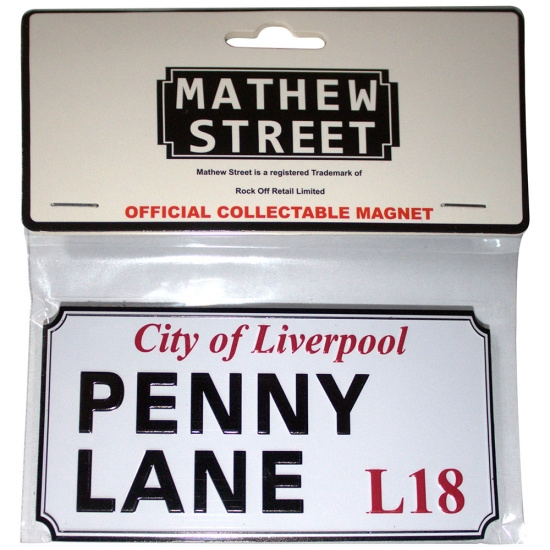 MATHEW
STREET
Mathew Street is a registered Trademark of
Rock Off Retail Limited
OFFICIAL COLLECTABLE MAGNET
City of Liverpool
PENNY
LANE L18